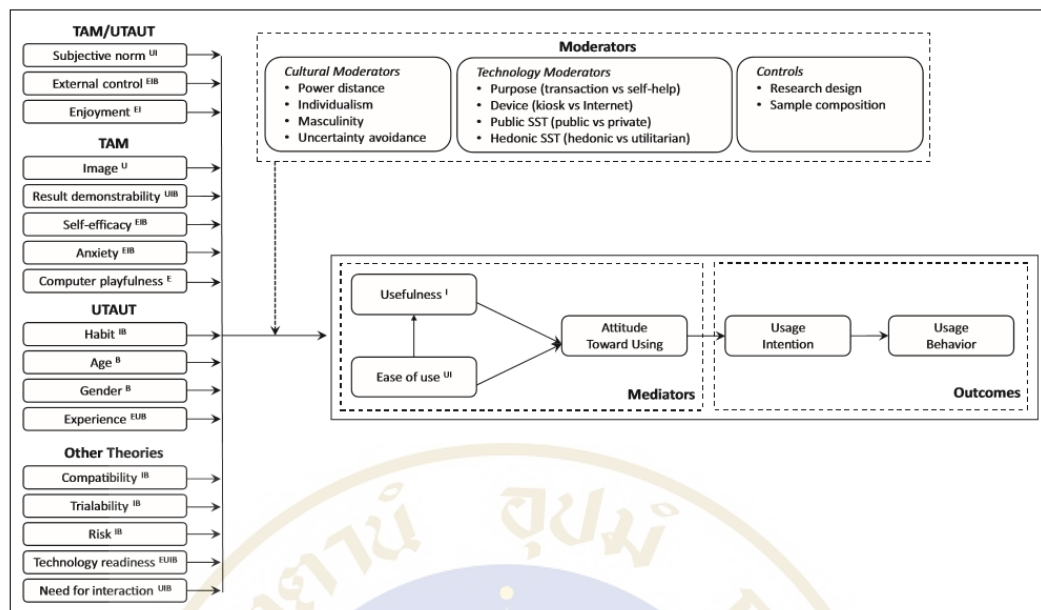 TAM/UTAUT
Subjective norm UI
External control EIB
Enjoyment EI
TAM
Image U
Result demonstrability UIB
Self-efficacy EIB
Anxiety EIB
Computer playfulness E
UTAUT
Habit IB
Age B
Gender B
Experience EUB
Other Theories
Compatibility IB
Trialability IB
Risk IB
Technology readiness EUIB
Need for interaction UIB
Moderators
Cultural Moderators
• Power distance
• Individualism
• Masculinity
• Uncertainty avoidance
Technology Moderators
• Purpose (transaction vs self-help)
• Device (kiosk vs Internet)
• Public SST (public vs private)
• Hedonic SST (hedonic vs utilitarian)
Controls
• Research design
• Sample composition
Usefulness I
Ease of use UI
Attitude
Toward Using
Mediators
Usage
Intention
Usage
Behavior
Outcomes